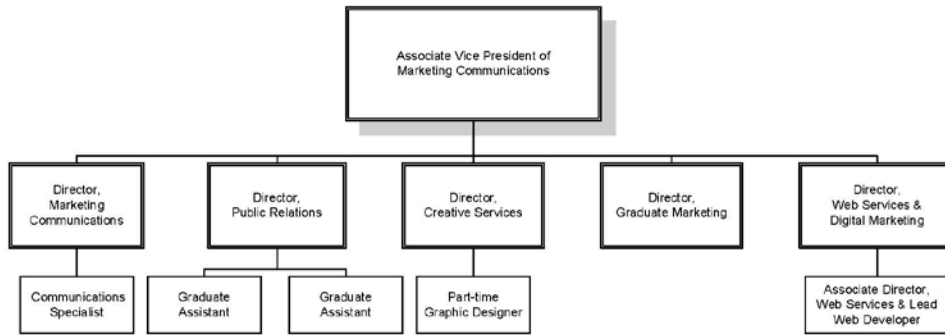 Associate Vice President of
Marketing Communications
Director,
Marketing
Communications
Director,
Public Relations
Director,
Creative Services
Director,
Graduate Marketing
Director,
Web Services &
Digital Marketing
Communications
Specialist
Graduate
Assistant
Graduate
Assistant
Part-time
Graphic Designer
Associate Director,
Web Services & Lead
Web Developer